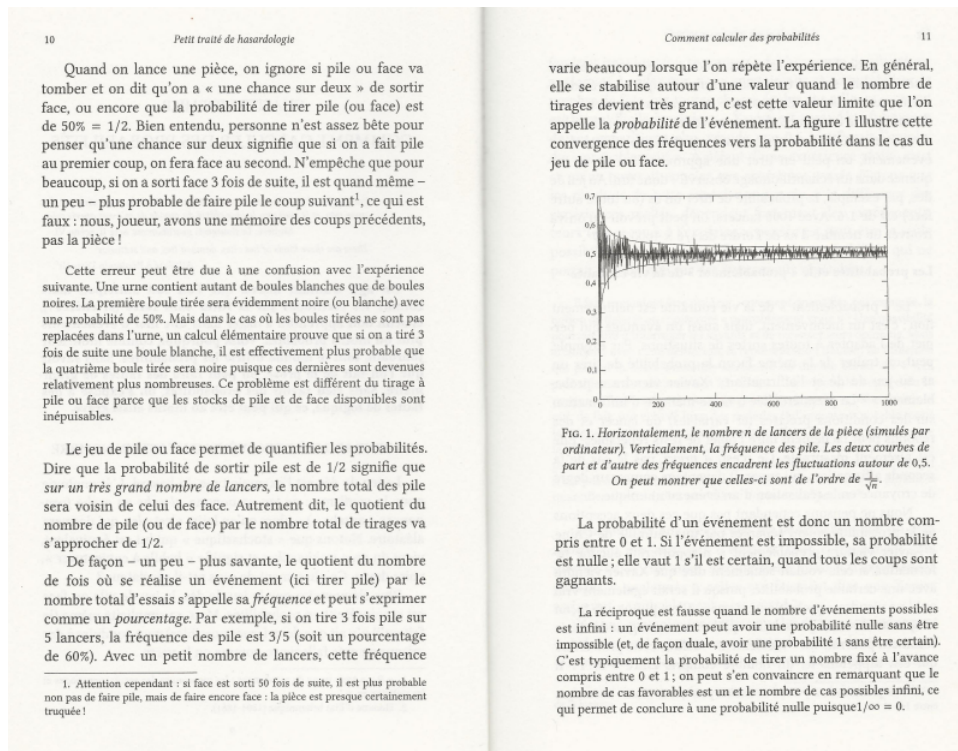 10
Petit traité de hasardologie
Quand on lance une pièce, on ignore si pile ou face va
tomber et on dit qu'on a « une chance sur deux » de sortir
face, ou encore que la probabilité de tirer pile (ou face) est
de 50% = 1/2. Bien entendu, personne n'est assez bête pour
penser qu'une chance sur deux signifie que si on a fait pile
au premier coup, on fera face au second. N'empêche que pour
beaucoup, si on a sorti face 3 fois de suite, il est quand même –
un peu – plus probable de faire pile le coup suivant¹, ce qui est
faux : nous, joueur, avons une mémoire des coups précédents,
pas la pièce !
Cette erreur peut être due à une confusion avec l'expérience
suivante. Une urne contient autant de boules blanches que de boules
noires. La première boule tirée sera évidemment noire (ou blanche) avec
une probabilité de 50%. Mais dans le cas où les boules tirées ne sont pas
replacées dans l'urne, un calcul élémentaire prouve que si on a tiré 3
fois de suite une boule blanche, il est effectivement plus probable que
la quatrième boule tirée sera noire puisque ces dernières sont devenues
relativement plus nombreuses. Ce problème est différent du tirage à
pile ou face parce que les stocks de pile et de face disponibles sont
inépuisables.
Le jeu de pile ou face permet de quantifier les probabilités.
Dire que la probabilité de sortir pile est de 1/2 signifie que
sur un très grand nombre de lancers, le nombre total des pile
sera voisin de celui des face. Autrement dit, le quotient du
nombre de pile (ou de face) par le nombre total de tirages va
s'approcher de 1/2.
De façon – un peu – plus savante, le quotient du nombre
de fois où se réalise un événement (ici tirer pile) par le
nombre total d'essais s'appelle sa fréquence et peut s'exprimer
comme un pourcentage. Par exemple, si on tire 3 fois pile sur
5 lancers, la fréquence des pile est 3/5 (soit un pourcentage
de 60%). Avec un petit nombre de lancers, cette fréquence
1. Attention cependant : si face est sorti 50 fois de suite, il est plus probable
non pas de faire pile, mais de faire encore face : la pièce est presque certainement
truquée !
Comment calculer des probabilités
11
varie beaucoup lorsque l'on répète l'expérience. En général,
elle se stabilise autour d'une valeur quand le nombre de
tirages devient très grand, c'est cette valeur limite que l'on
appelle la probabilité de l'événement. La figure 1 illustre cette
convergence des fréquences vers la probabilité dans le cas du
jeu de pile ou face.
0,7
0,6
0,5
0,4
0,3
0,2
0,1
0
0 200 400 600 800 1000
FIG. 1. Horizontalement, le nombre n de lancers de la pièce (simulés par
ordinateur). Verticalement, la fréquence des pile. Les deux courbes de
part et d'autre des fréquences encadrent les fluctuations autour de 0,5.
On peut montrer que celles-ci sont de l'ordre de 1/√n.
La probabilité d'un événement est donc un nombre com-
pris entre 0 et 1. Si l'événement est impossible, sa probabilité
est nulle ; elle vaut 1 s'il est certain, quand tous les coups sont
gagnants.
La réciproque est fausse quand le nombre d'événements possibles
est infini : un événement peut avoir une probabilité nulle sans être
impossible (et, de façon duale, avoir une probabilité 1 sans être certain).
C'est typiquement la probabilité de tirer un nombre fixé à l'avance
compris entre 0 et 1 ; on peut s'en convaincre en remarquant que le
nombre de cas favorables est un et le nombre de cas possibles infini, ce
qui permet de conclure à une probabilité nulle puisque1/∞ = 0.